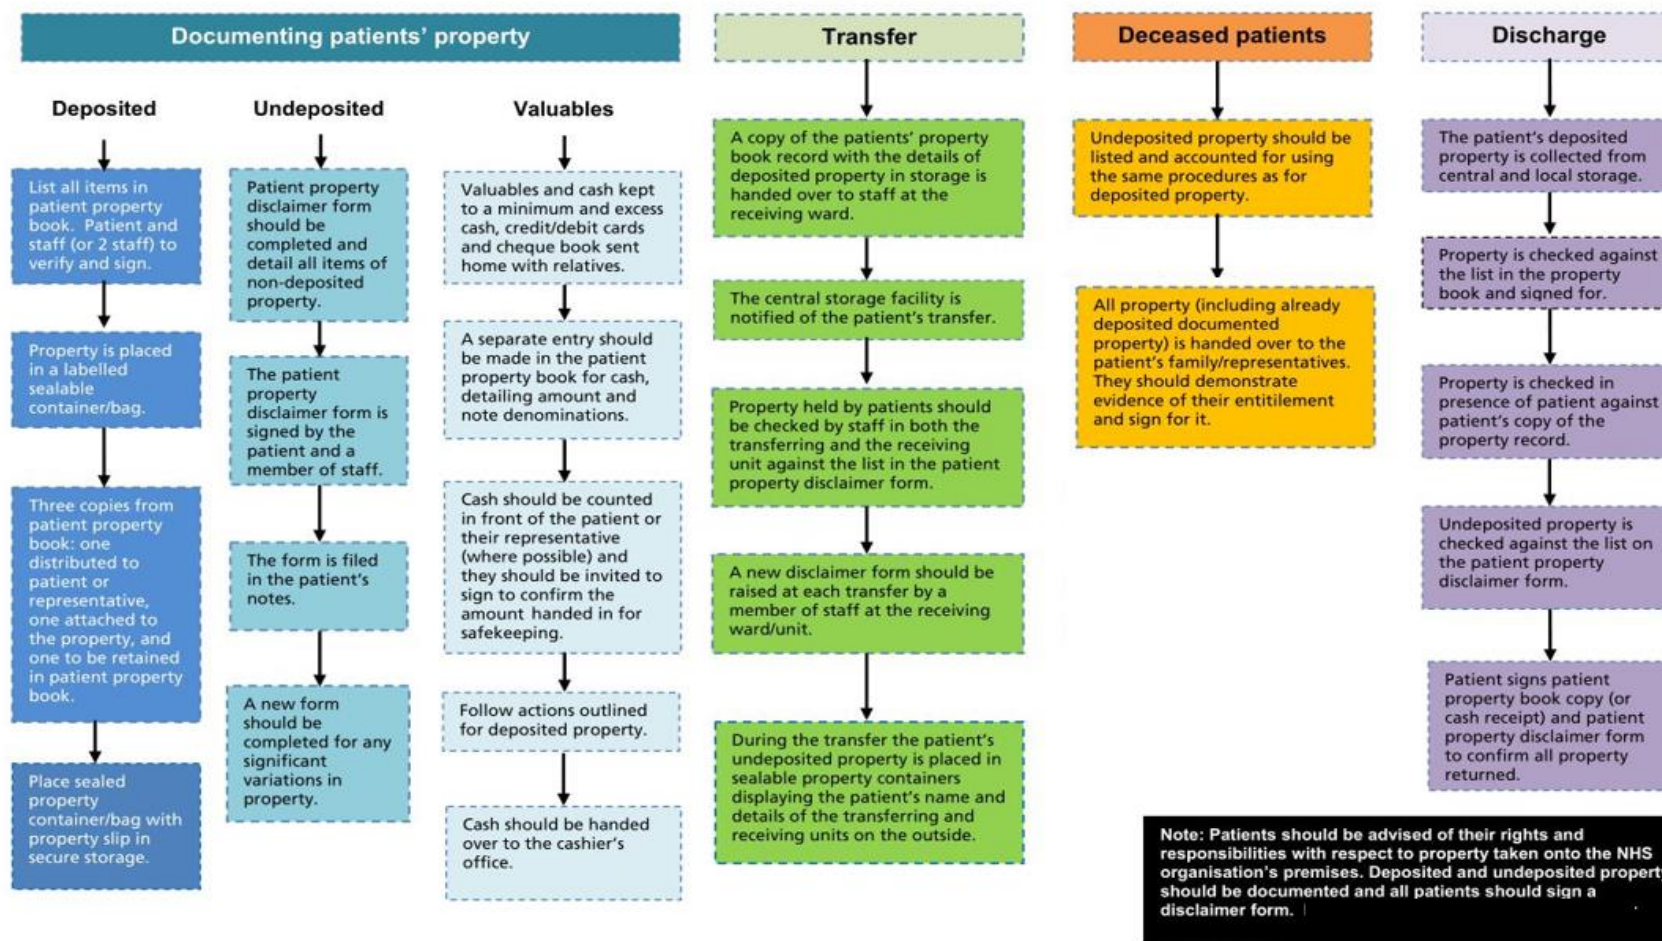 Documenting patients' property
Deposited
List all items in
patient property
book. Patient and
staff (or 2 staff) to
verify and sign.
Property is placed
in a labelled
sealable
container/bag.
Three copies from
patient property
book: one
distributed to
patient or
representative,
one attached to
the property, and
one to be retained
in patient property
book.
Place sealed
property
container/bag with
property slip in
secure storage.
Undeposited
Patient property
disclaimer form
should be
completed and
detail all items of
non-deposited
property.
The patient
property
disclaimer form is
signed by the
patient and a
member of staff.
The form is filed
in the patient's
notes.
A new form
should be
completed for any
significant
variations in
property.
Valuables
Valuables and cash kept
to a minimum and excess
cash, credit/debit cards
and cheque book sent
home with relatives.
A separate entry should
be made in the patient
property book for cash,
detailing amount and
note denominations.
Cash should be counted
in front of the patient or
their representative
(where possible) and
they should be invited to
sign to confirm the
amount handed in for
safekeeping.
Follow actions outlined
for deposited property.
Cash should be handed
over to the cashier's
office.
Transfer
A copy of the patients' property
book record with the details of
deposited property in storage is
handed over to staff at the
receiving ward.
The central storage facility is
notified of the patient's transfer.
Property held by patients should
be checked by staff in both the
transferring and the receiving
unit against the list in the patient
property disclaimer form.
A new disclaimer form should be
raised at each transfer by a
member of staff at the receiving
ward/unit.
During the transfer the patient's
undeposited property is placed in
sealable property containers
displaying the patient's name and
details of the transferring and
receiving units on the outside.
Deceased patients
Undeposited property should be
listed and accounted for using
the same procedures as for
deposited property.
All property (including already
deposited documented
property) is handed over to the
patient's family/representatives.
They should demonstrate
evidence of their entitilement
and sign for it.
Discharge
The patient's deposited
property is collected from
central and local storage.
Property is checked against
the list in the property
book and signed for.
Property is checked in
presence of patient against
patient's copy of the
property record.
Undeposited property is
checked against the list on
the patient property
disclaimer form.
Patient signs patient
property book copy (or
cash receipt) and patient
property disclaimer form
to confirm all property
returned.
Note: Patients should be advised of their rights and
responsibilities with respect to property taken onto the NHS
organisation's premises. Deposited and undeposited property
should be documented and all patients should sign a
disclaimer form.